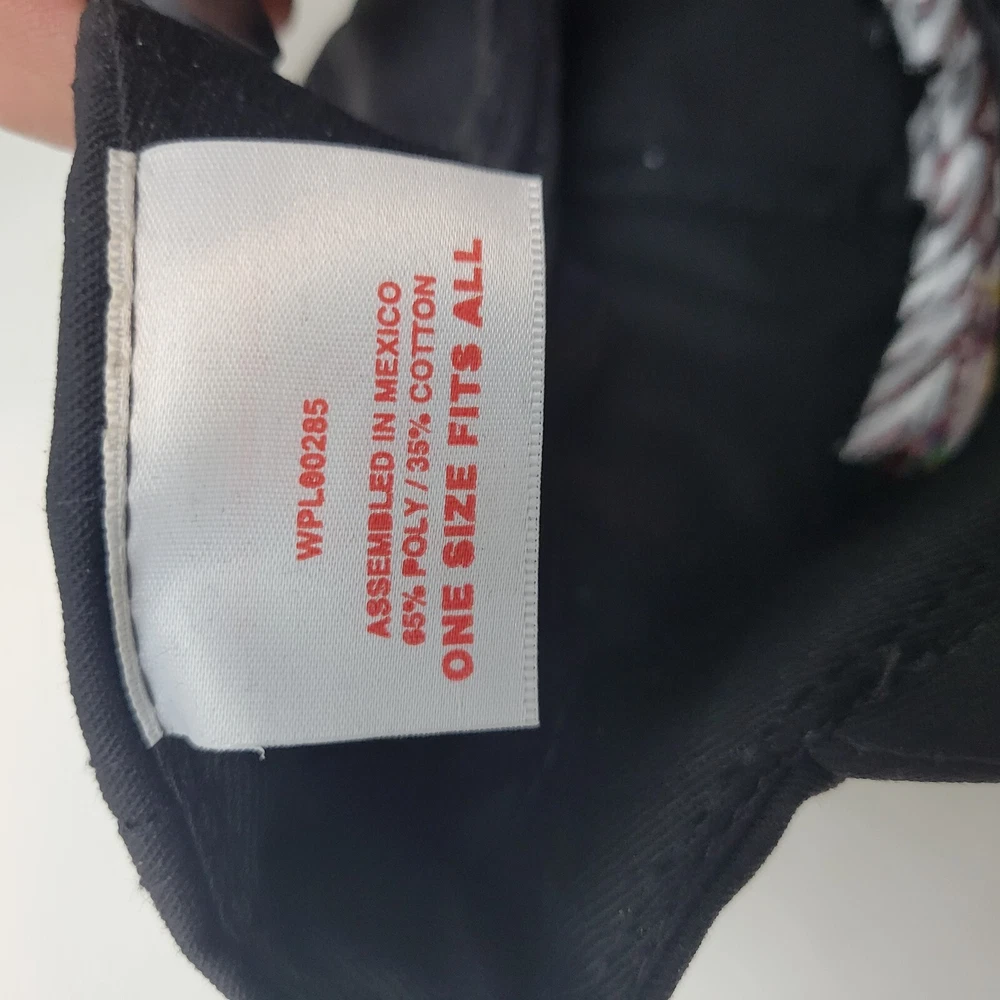 WPL00285
ASSEMBLED IN MEXICO
65% POLY / 35% COTTON
ONE SIZE FITS ALL